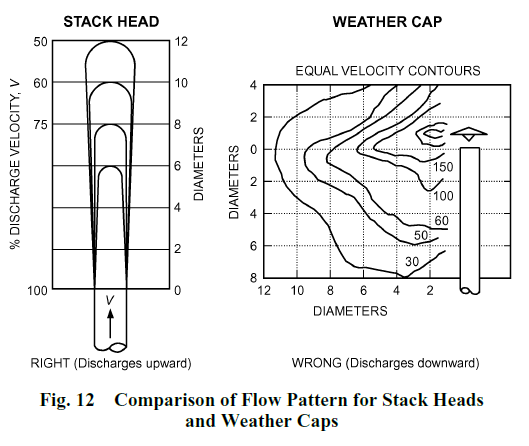 STACK HEAD
50
60
75
100
% DISCHARGE VELOCITY, V
12
10
8
6
4
2
0
DIAMETERS
V
RIGHT (Discharges upward)
WEATHER CAP
EQUAL VELOCITY CONTOURS
4
2
0
2
4
6
8
DIAMETERS
150
100
60
50
30
12 10 8 6 4 2
DIAMETERS
WRONG (Discharges downward)
Fig. 12 Comparison of Flow Pattern for Stack Heads
and Weather Caps